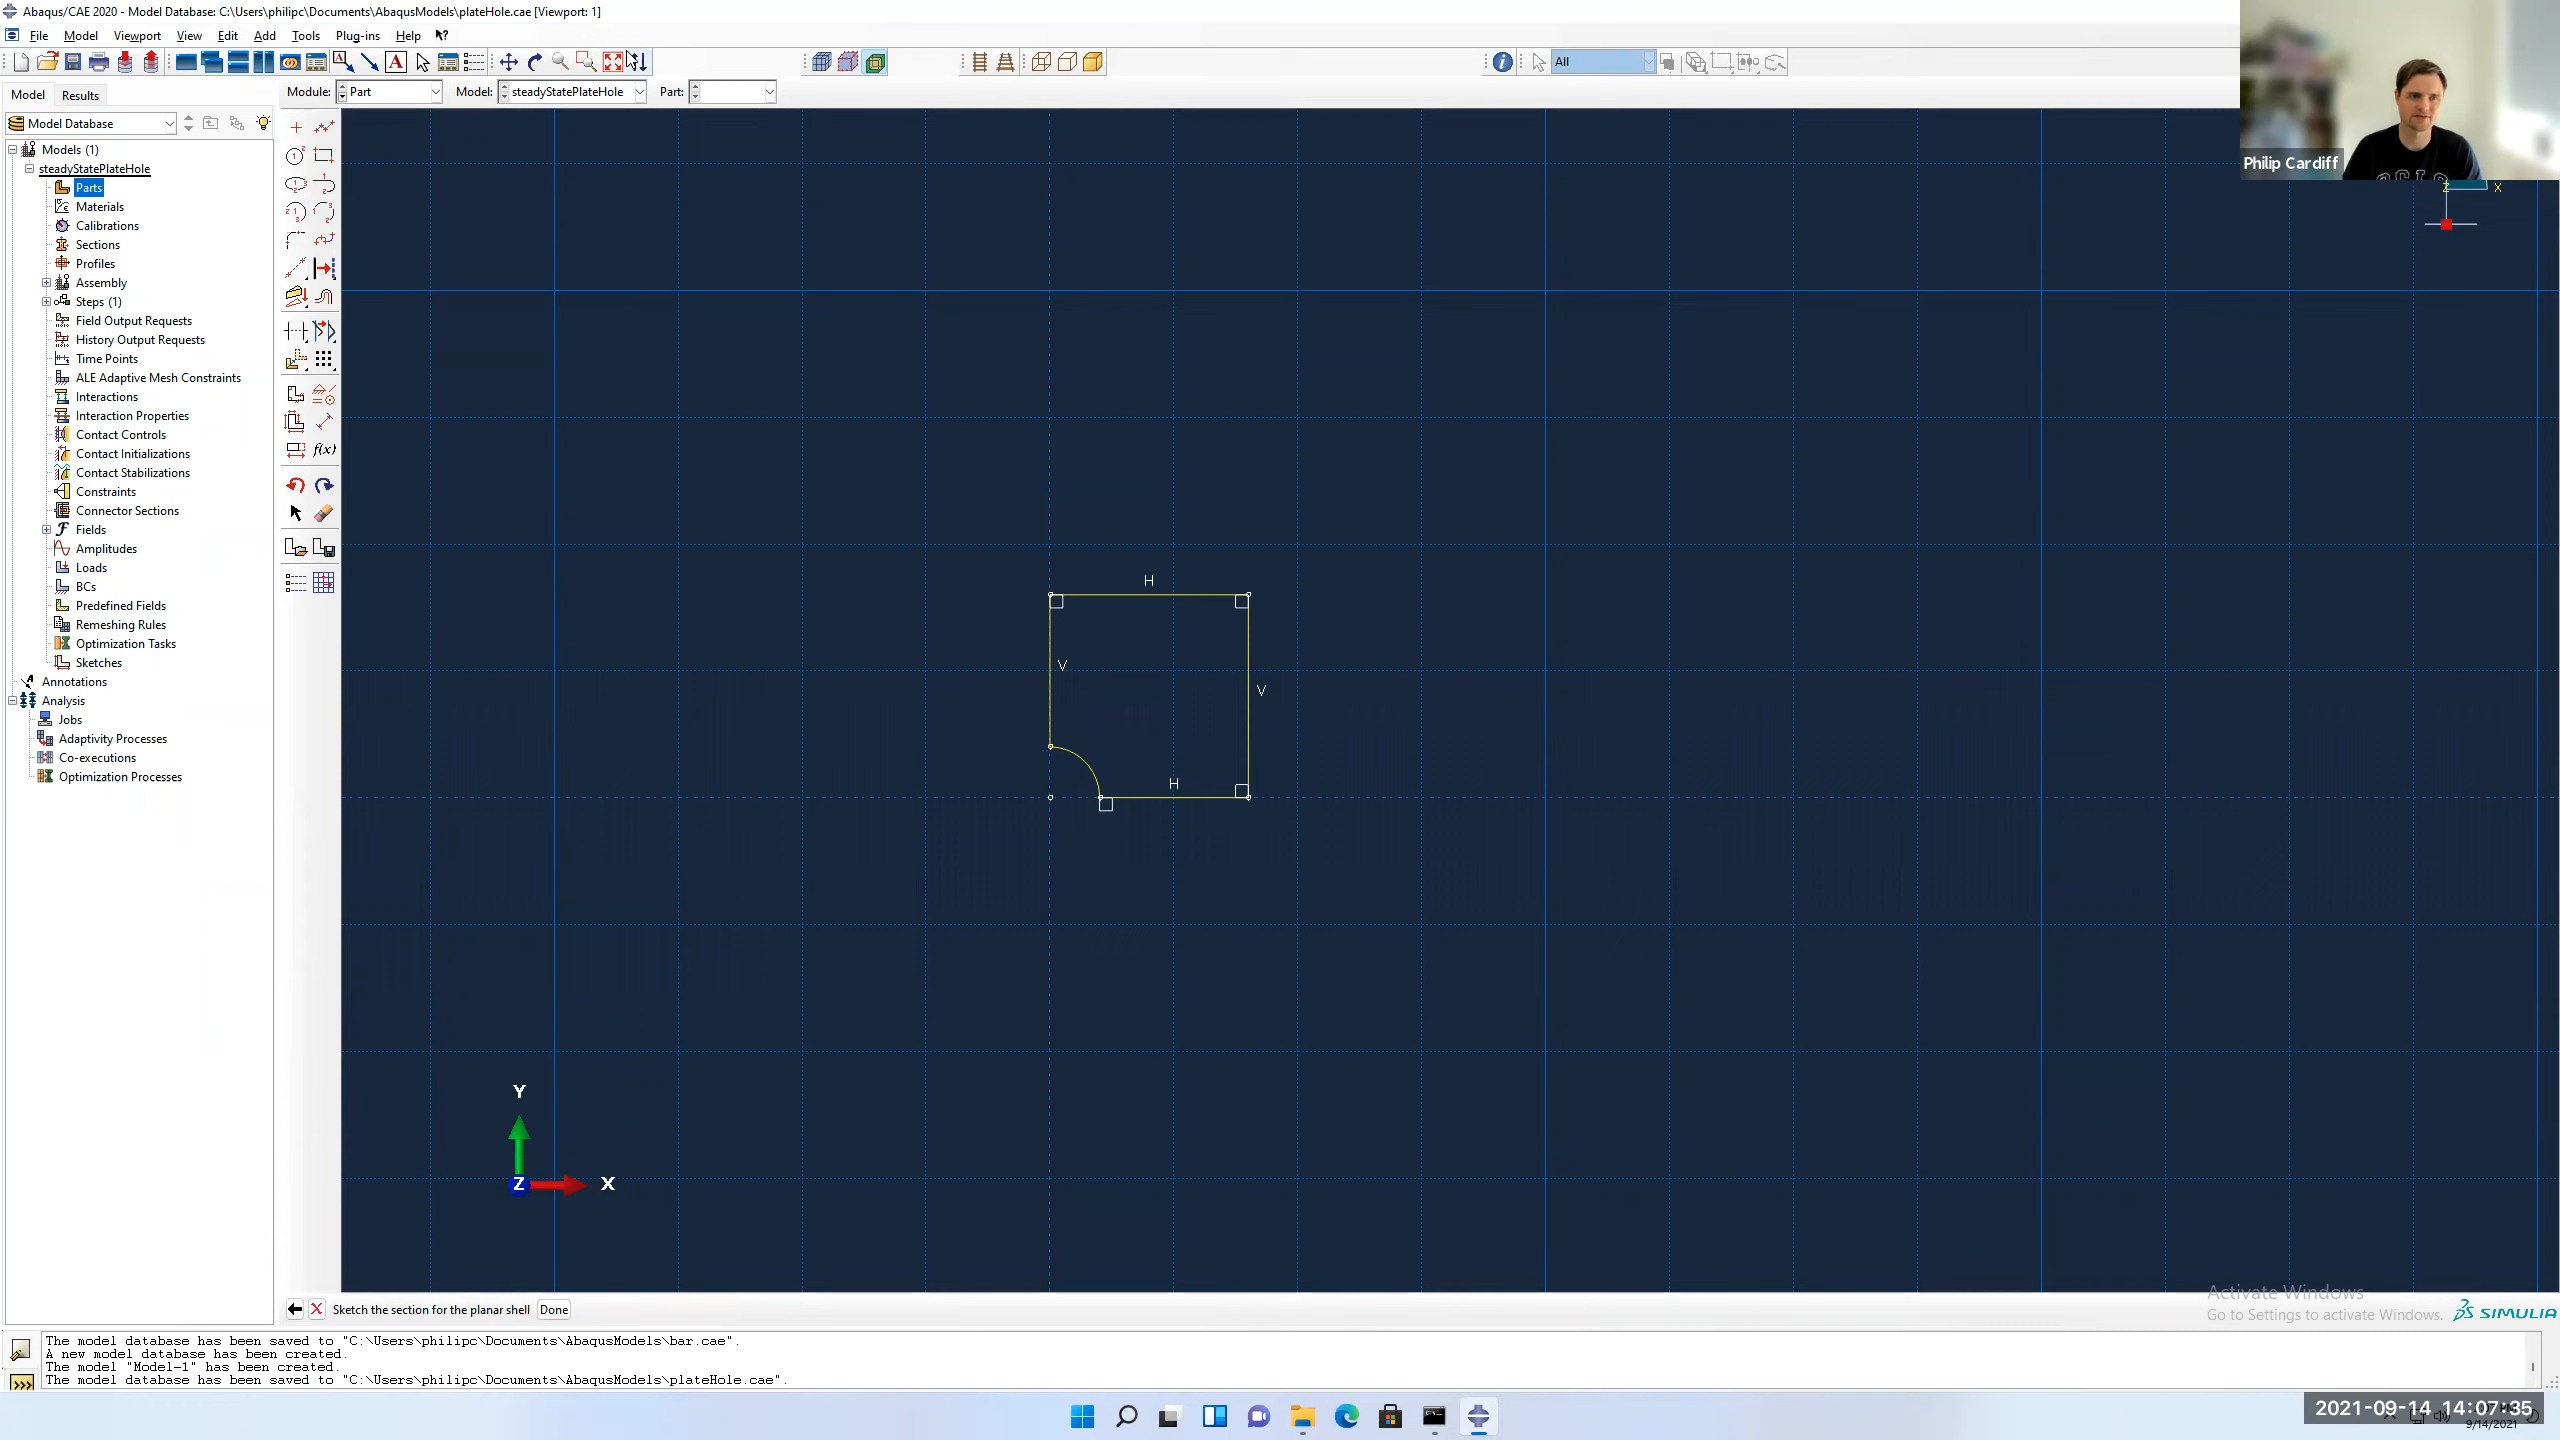 Abaqus/CAE 2020 - Model Database: C:\Users\philipc\Documents\AbaqusModels\plateHole.cae [Viewport: 1]
File Model Viewport View Edit Add Tools Plug-ins Help
All
Model Results
Module: Part Model: steadyStatePlateHole Part:
Model Database
Models (1)
steadyStatePlateHole
Parts
Materials
Calibrations
Sections
Profiles
Assembly
Steps (1)
Field Output Requests
History Output Requests
Time Points
ALE Adaptive Mesh Constraints
Interactions
Interaction Properties
Contact Controls
Contact Initializations
Contact Stabilizations
Constraints
Connector Sections
Fields
Amplitudes
Loads
BCs
Predefined Fields
Remeshing Rules
Optimization Tasks
Sketches
Annotations
Analysis
Jobs
Adaptivity Processes
Co-executions
Optimization Processes
f(x)
Philip Cardiff
Z X
H
V
V
H
Y
Z X
Sketch the section for the planar shell Done
Activate Windows
Go to Settings to activate Windows.
SIMULIA
The model database has been saved to "C:\Users\philipc\Documents\AbaqusModels\bar.cae".
A new model database has been created.
The model "Model-1" has been created.
The model database has been saved to "C:\Users\philipc\Documents\AbaqusModels\plateHole.cae".
>>>
2021-09-14 14:07:35
9/14/2021